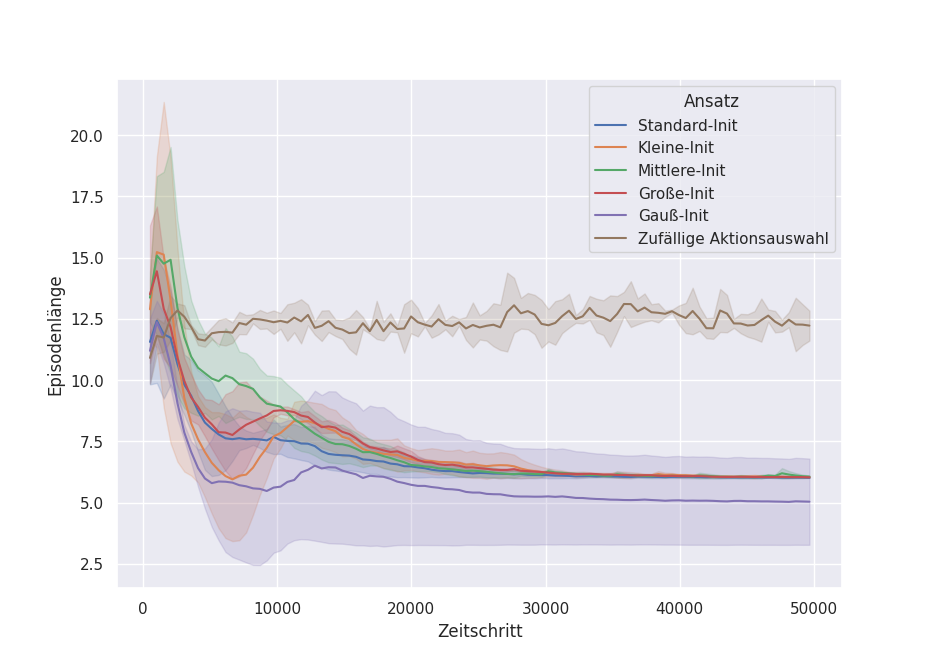 Ansatz
Standard-Init
Kleine-Init
Mittlere-Init
Große-Init
Gauß-Init
Zufällige Aktionsauswahl
Episodenlänge
20.0
17.5
15.0
12.5
10.0
7.5
5.0
2.5
0 10000 20000 30000 40000 50000
Zeitschritt